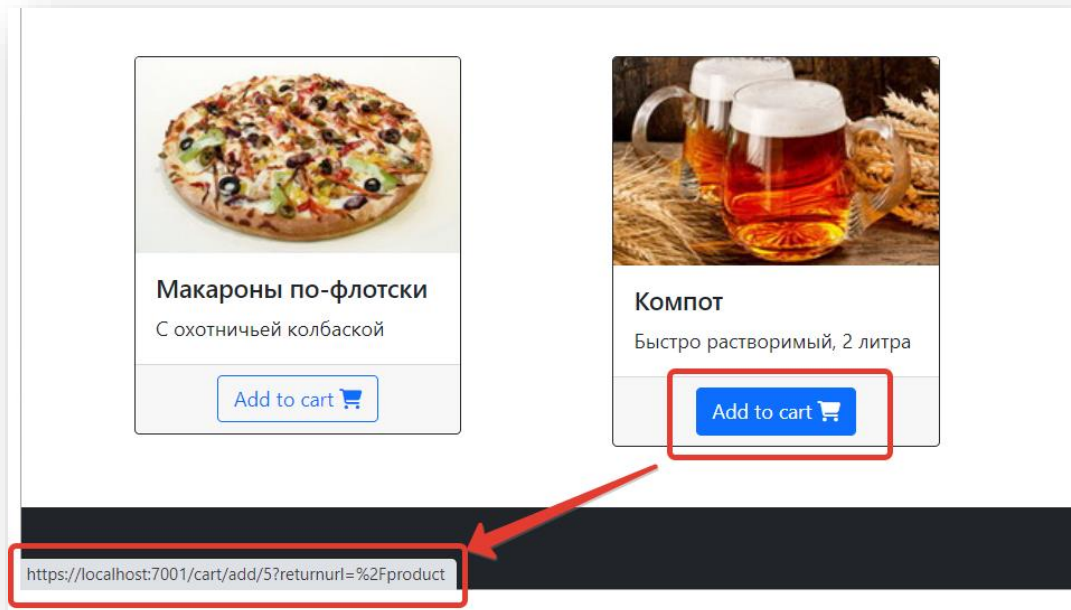 Макароны по-флотски
С охотничьей колбаской
Add to cart
Компот
Быстро растворимый, 2 литра
Add to cart
https://localhost:7001/cart/add/5?returnurl=%2Fproduct